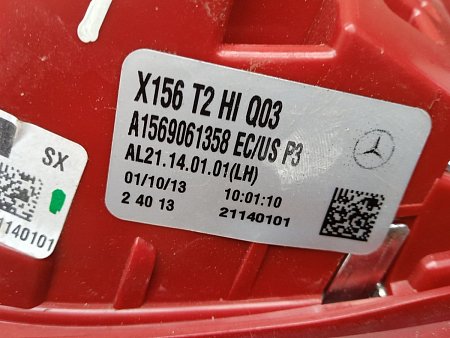 X156 T2 HI Q03
A1569061358 EC/US P3
AL21.14.01.01(LH)
01/10/13 10:01:10
2 40 13 21140101
SX
1140101